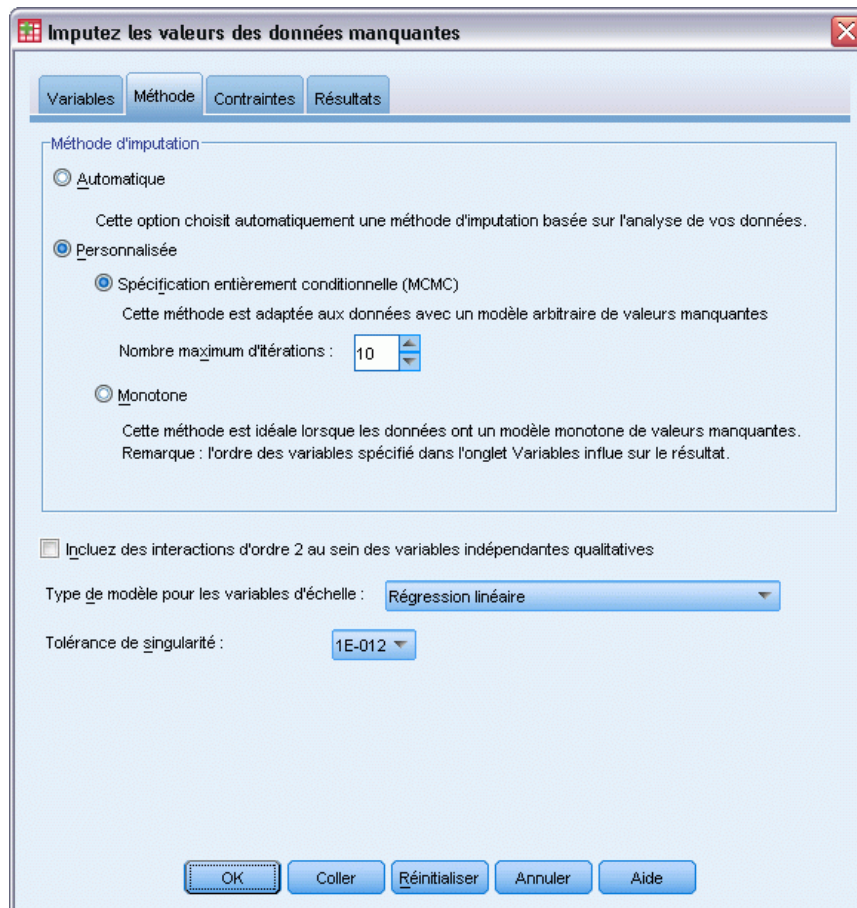 Imputez les valeurs des données manquantes
Variables Méthode Contraintes Résultats
Méthode d'imputation
Automatique
Cette option choisit automatiquement une méthode d'imputation basée sur l'analyse de vos données.
Personnalisée
Spécification entièrement conditionnelle (MCMC)
Cette méthode est adaptée aux données avec un modèle arbitraire de valeurs manquantes
Nombre maximum d'itérations : 10
Monotone
Cette méthode est idéale lorsque les données ont un modèle monotone de valeurs manquantes.
Remarque : l'ordre des variables spécifié dans l'onglet Variables influe sur le résultat.
Incluez des interactions d'ordre 2 au sein des variables indépendantes qualitatives
Type de modèle pour les variables d'échelle : Régression linéaire
Tolérance de singularité : 1E-012
OK Coller Réinitialiser Annuler Aide